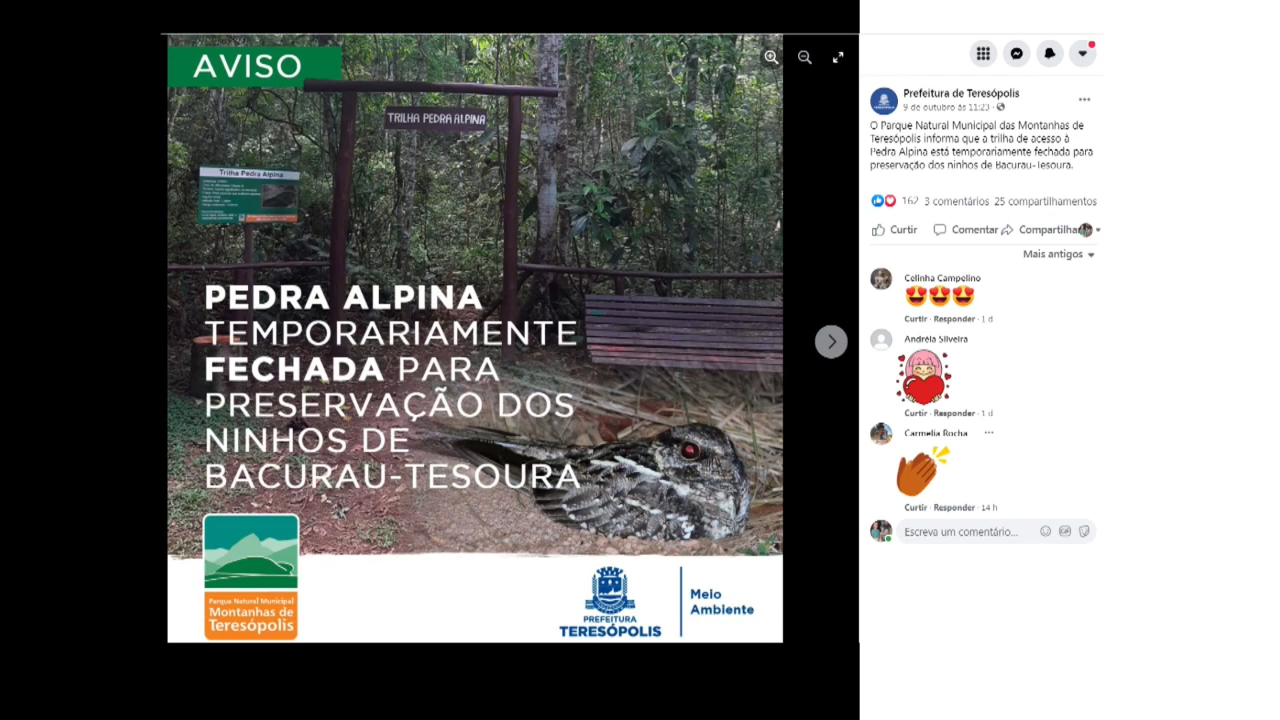 AVISO
TRILHA PEDRA ALPINA
Trilha Pedra Alpina
PEDRA ALPINA
TEMPORARIAMENTE
FECHADA PARA
PRESERVAÇÃO DOS
NINHOS DE
BACURAU-TESOURA
Parque Natural Municipal
Montanhas de
Teresópolis
PREFEITURA
TERESÓPOLIS
Meio
Ambiente
Prefeitura de Teresópolis
9 de outubro às 11:23
O Parque Natural Municipal das Montanhas de
Teresópolis informa que a trilha de acesso à
Pedra Alpina está temporariamente fechada para
preservação dos ninhos de Bacurau-Tesoura.
162 3 comentários 25 compartilhamentos
Curtir Comentar Compartilhar
Mais antigos
Celinha Campelino
Curtir · Responder · 1 d
Andréia Silveira
Curtir · Responder · 1 d
Carmelia Rocha
Curtir · Responder · 14 h
Escreva um comentário...
GIF